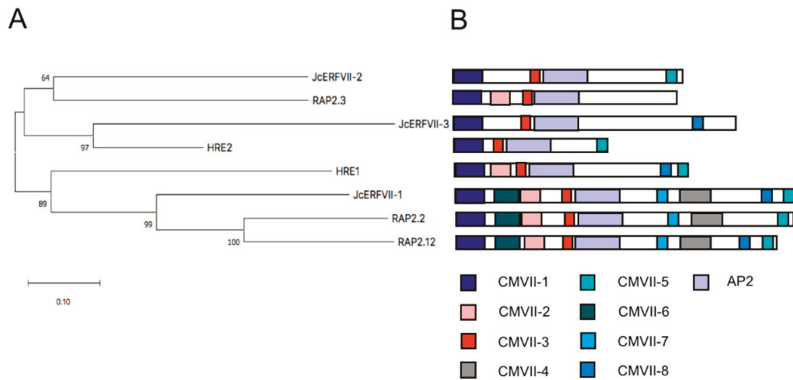 A
B
64
JcERFVII-2
RAP2.3
JcERFVII-3
97
HRE2
HRE1
89
JcERFVII-1
99
RAP2.2
100
RAP2.12
0.10
CMVII-1
CMVII-5
AP2
CMVII-2
CMVII-6
CMVII-3
CMVII-7
CMVII-4
CMVII-8